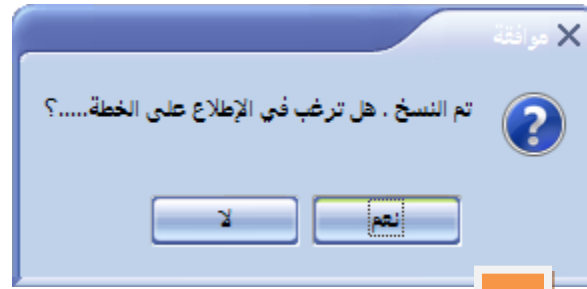 موافقة
تم النسخ . هل ترغب في الإطلاع على الخطة.....؟
نعم
لا